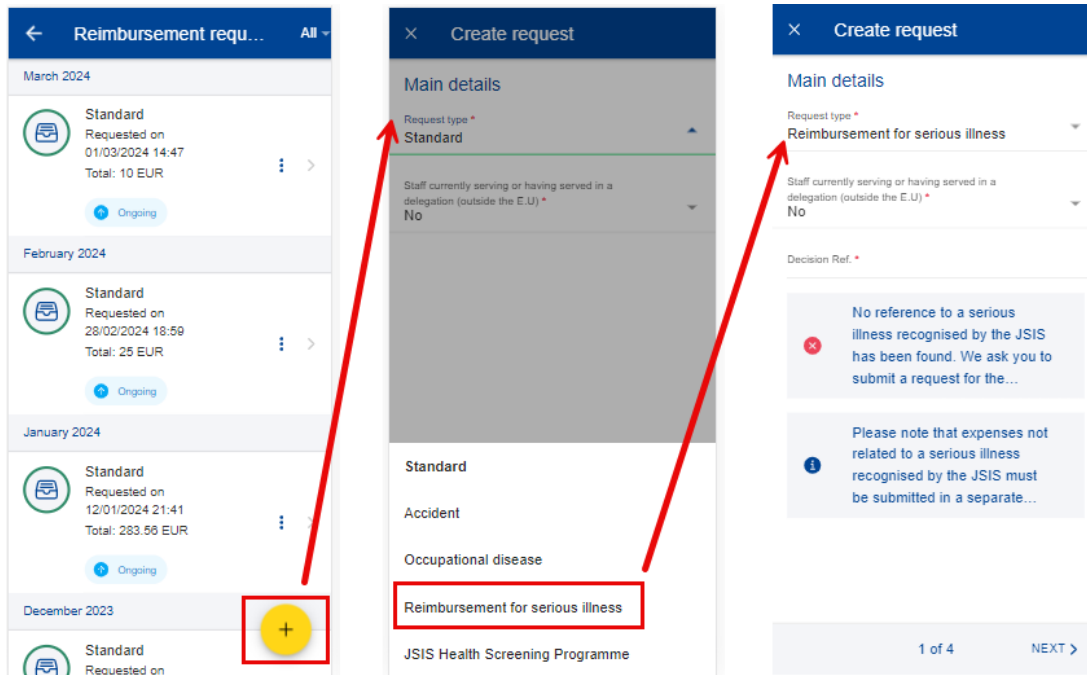 Reimbursement requ...
All
March 2024
Standard
Requested on
01/03/2024 14:47
Total: 10 EUR
Ongoing
February 2024
Standard
Requested on
28/02/2024 18:59
Total: 25 EUR
Ongoing
January 2024
Standard
Requested on
12/01/2024 21:41
Total: 283.56 EUR
Ongoing
December 2023
+
Standard
Requested on
Create request
Main details
Request type *
Standard
Staff currently serving or having served in a
delegation (outside the E.U) *
No
Standard
Accident
Occupational disease
Reimbursement for serious illness
JSIS Health Screening Programme
Create request
Main details
Request type *
Reimbursement for serious illness
Staff currently serving or having served in a
delegation (outside the E.U) *
No
Decision Ref. *
No reference to a serious
illness recognised by the JSIS
has been found. We ask you to
submit a request for the...
Please note that expenses not
related to a serious illness
recognised by the JSIS must
be submitted in a separate...
1 of 4
NEXT